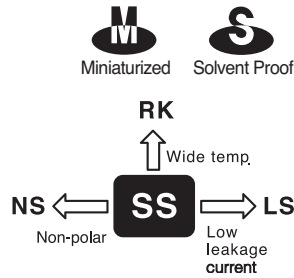 M S
Miniaturized Solvent Proof
RK
Wide temp.
NS SS LS
Non-polar Low
leakage
current